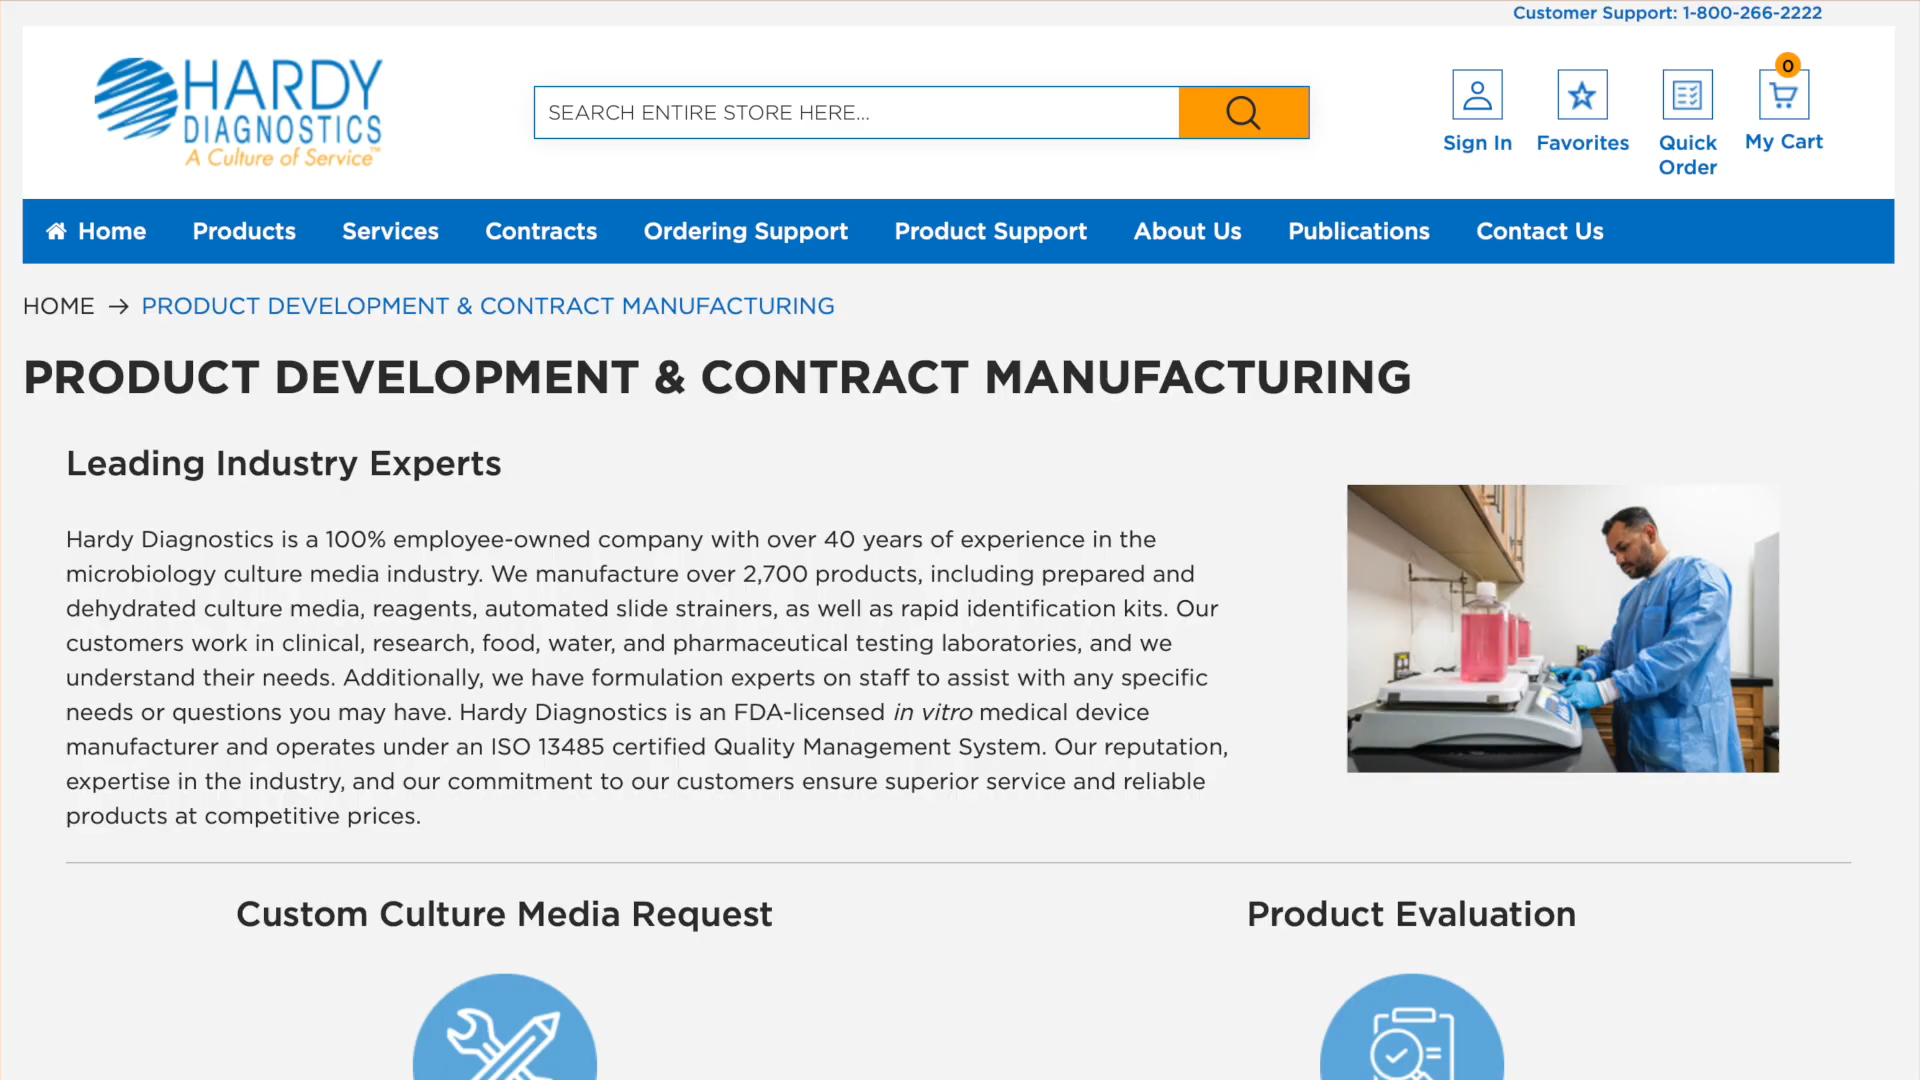 Customer Support: 1-800-266-2222
HARDY
DIAGNOSTICS
A Culture of Service™
SEARCH ENTIRE STORE HERE...
0
Sign In
Favorites
Quick Order
My Cart
Home Products Services Contracts Ordering Support Product Support About Us Publications Contact Us
HOME → PRODUCT DEVELOPMENT & CONTRACT MANUFACTURING
PRODUCT DEVELOPMENT & CONTRACT MANUFACTURING
Leading Industry Experts
Hardy Diagnostics is a 100% employee-owned company with over 40 years of experience in the
microbiology culture media industry. We manufacture over 2,700 products, including prepared and
dehydrated culture media, reagents, automated slide strainers, as well as rapid identification kits. Our
customers work in clinical, research, food, water, and pharmaceutical testing laboratories, and we
understand their needs. Additionally, we have formulation experts on staff to assist with any specific
needs or questions you may have. Hardy Diagnostics is an FDA-licensed in vitro medical device
manufacturer and operates under an ISO 13485 certified Quality Management System. Our reputation,
expertise in the industry, and our commitment to our customers ensure superior service and reliable
products at competitive prices.
Custom Culture Media Request
Product Evaluation